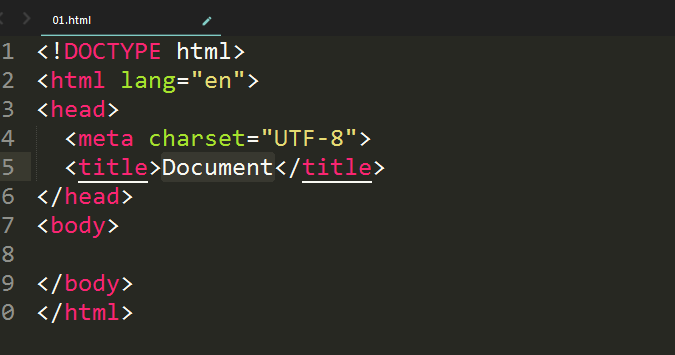 01.html
1 <!DOCTYPE html>
2 <html lang="en">
3 <head>
4   <meta charset="UTF-8">
5   <title>Document</title>
6 </head>
7 <body>
8
9 </body>
0 </html>